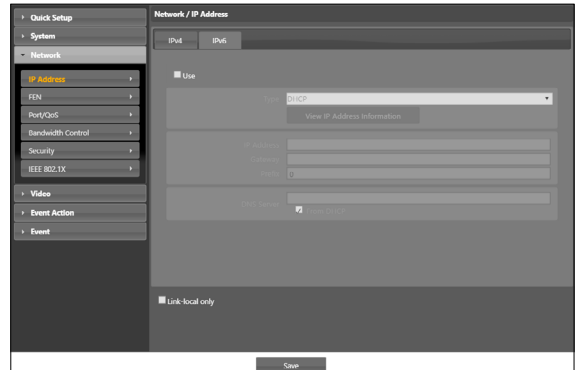 Quick Setup
System
Network
IP Address
FEN
Port/QoS
Bandwidth Control
Security
IEEE 802.1X
Video
Event Action
Event
Network / IP Address
IPv4 IPv6
Use
Type DHCP
View IP Address Information
IP Address
Gateway
Prefix 0
DNS Server
From DHCP
Link-local only
Save